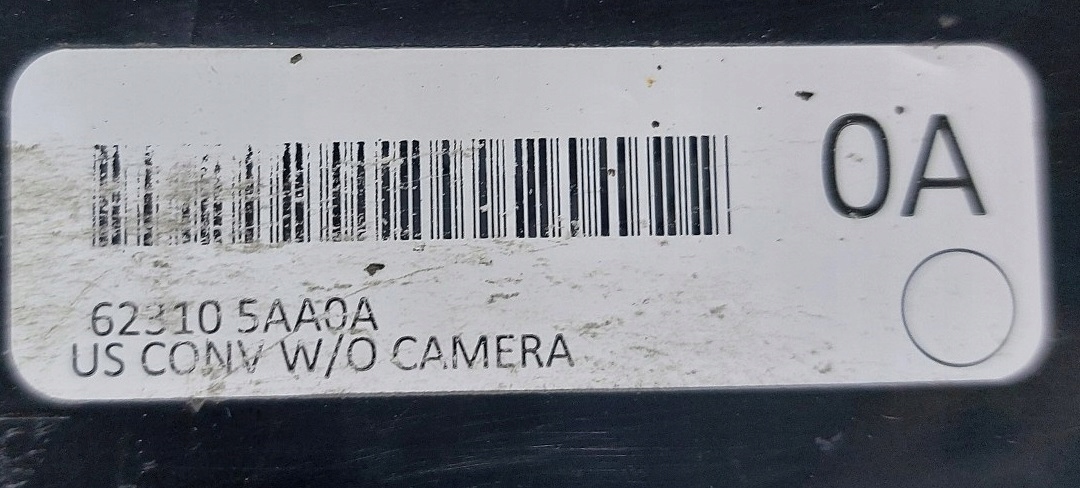 0A
62310 5AA0A
US CONV W/O CAMERA